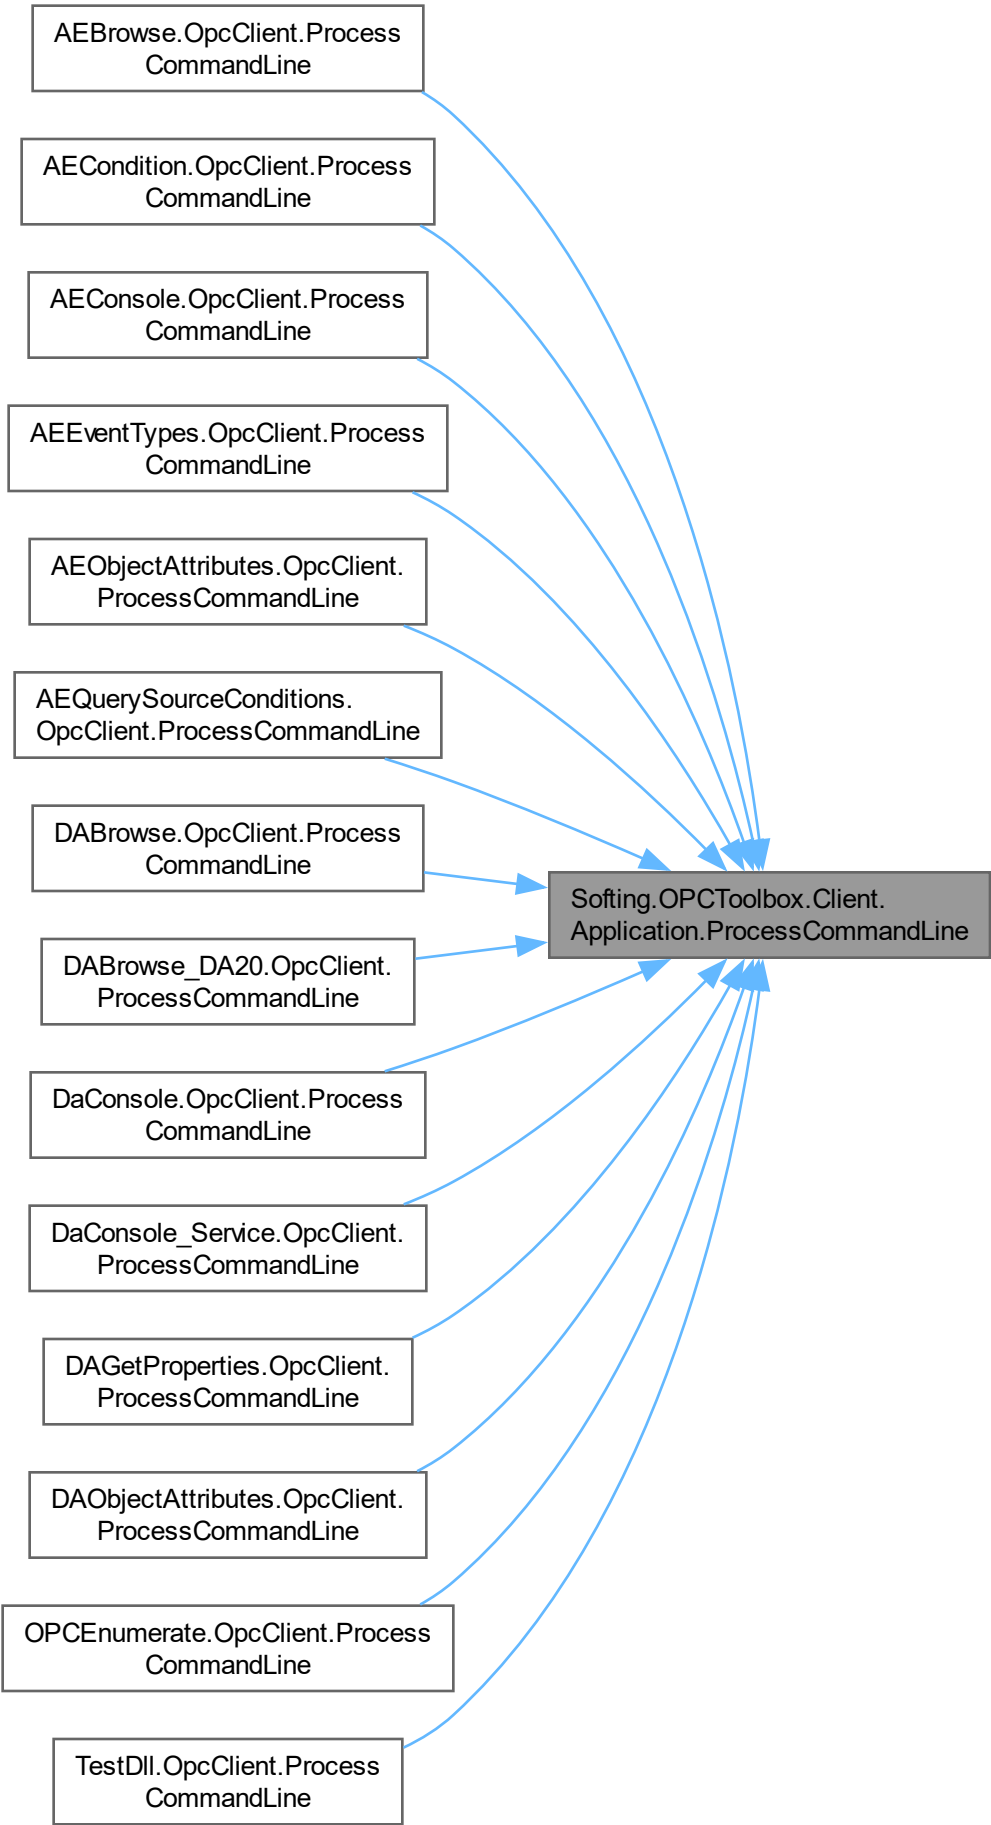 AEBrowse.OpcClient.Process
CommandLine
AECondition.OpcClient.Process
CommandLine
AEConsole.OpcClient.Process
CommandLine
AEEventTypes.OpcClient.Process
CommandLine
AEObjectAttributes.OpcClient.
ProcessCommandLine
AEQuerySourceConditions.
OpcClient.ProcessCommandLine
DABrowse.OpcClient.Process
CommandLine
Softing.OPCToolbox.Client.
Application.ProcessCommandLine
DABrowse_DA20.OpcClient.
ProcessCommandLine
DaConsole.OpcClient.Process
CommandLine
DaConsole_Service.OpcClient.
ProcessCommandLine
DAGetProperties.OpcClient.
ProcessCommandLine
DAObjectAttributes.OpcClient.
ProcessCommandLine
OPCEnumerate.OpcClient.Process
CommandLine
TestDll.OpcClient.Process
CommandLine